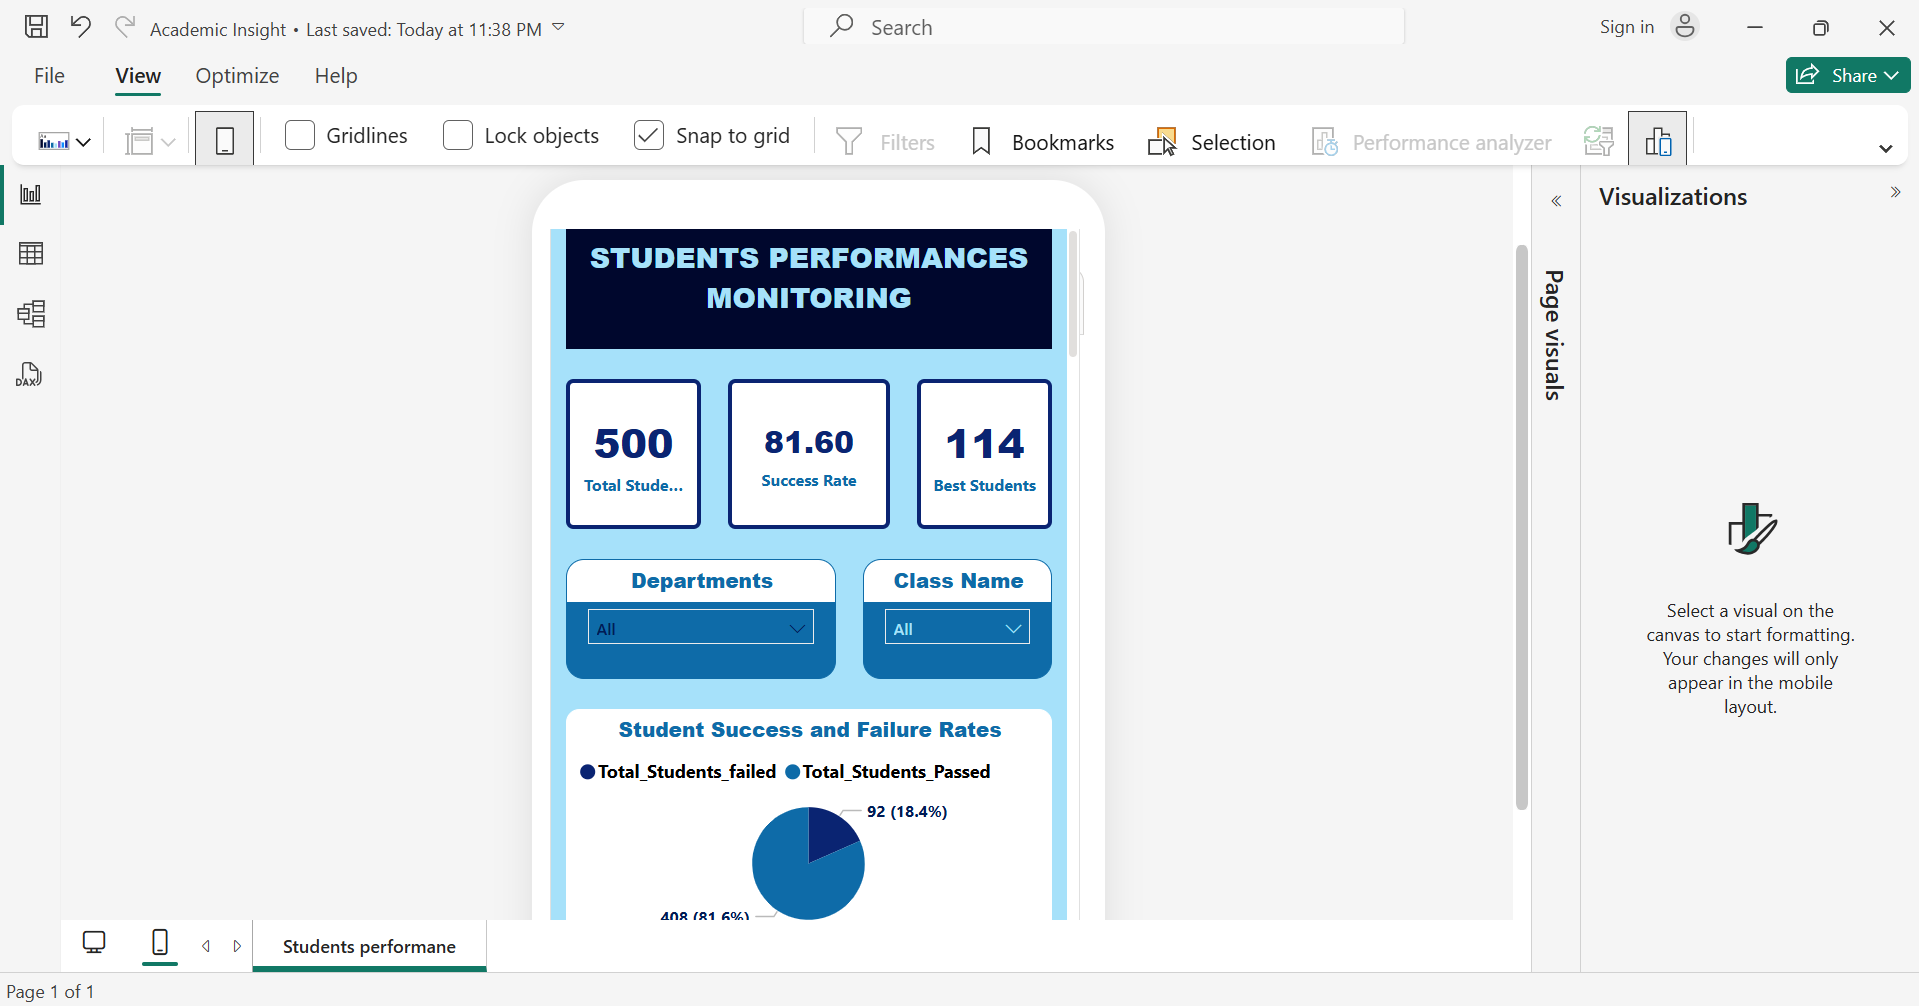 Academic Insight • Last saved: Today at 11:38 PM
Search
Sign in
File
View
Optimize
Help
Share
Gridlines
Lock objects
Snap to grid
Filters
Bookmarks
Selection
Performance analyzer
DAX
STUDENTS PERFORMANCES
MONITORING
500
Total Stude...
81.60
Success Rate
114
Best Students
Departments
All
Class Name
All
Student Success and Failure Rates
Total_Students_failed
Total_Students_Passed
92 (18.4%)
408 (81.6%)
Page visuals
Visualizations
Select a visual on the
canvas to start formatting.
Your changes will only
appear in the mobile
layout.
Students performane
Page 1 of 1